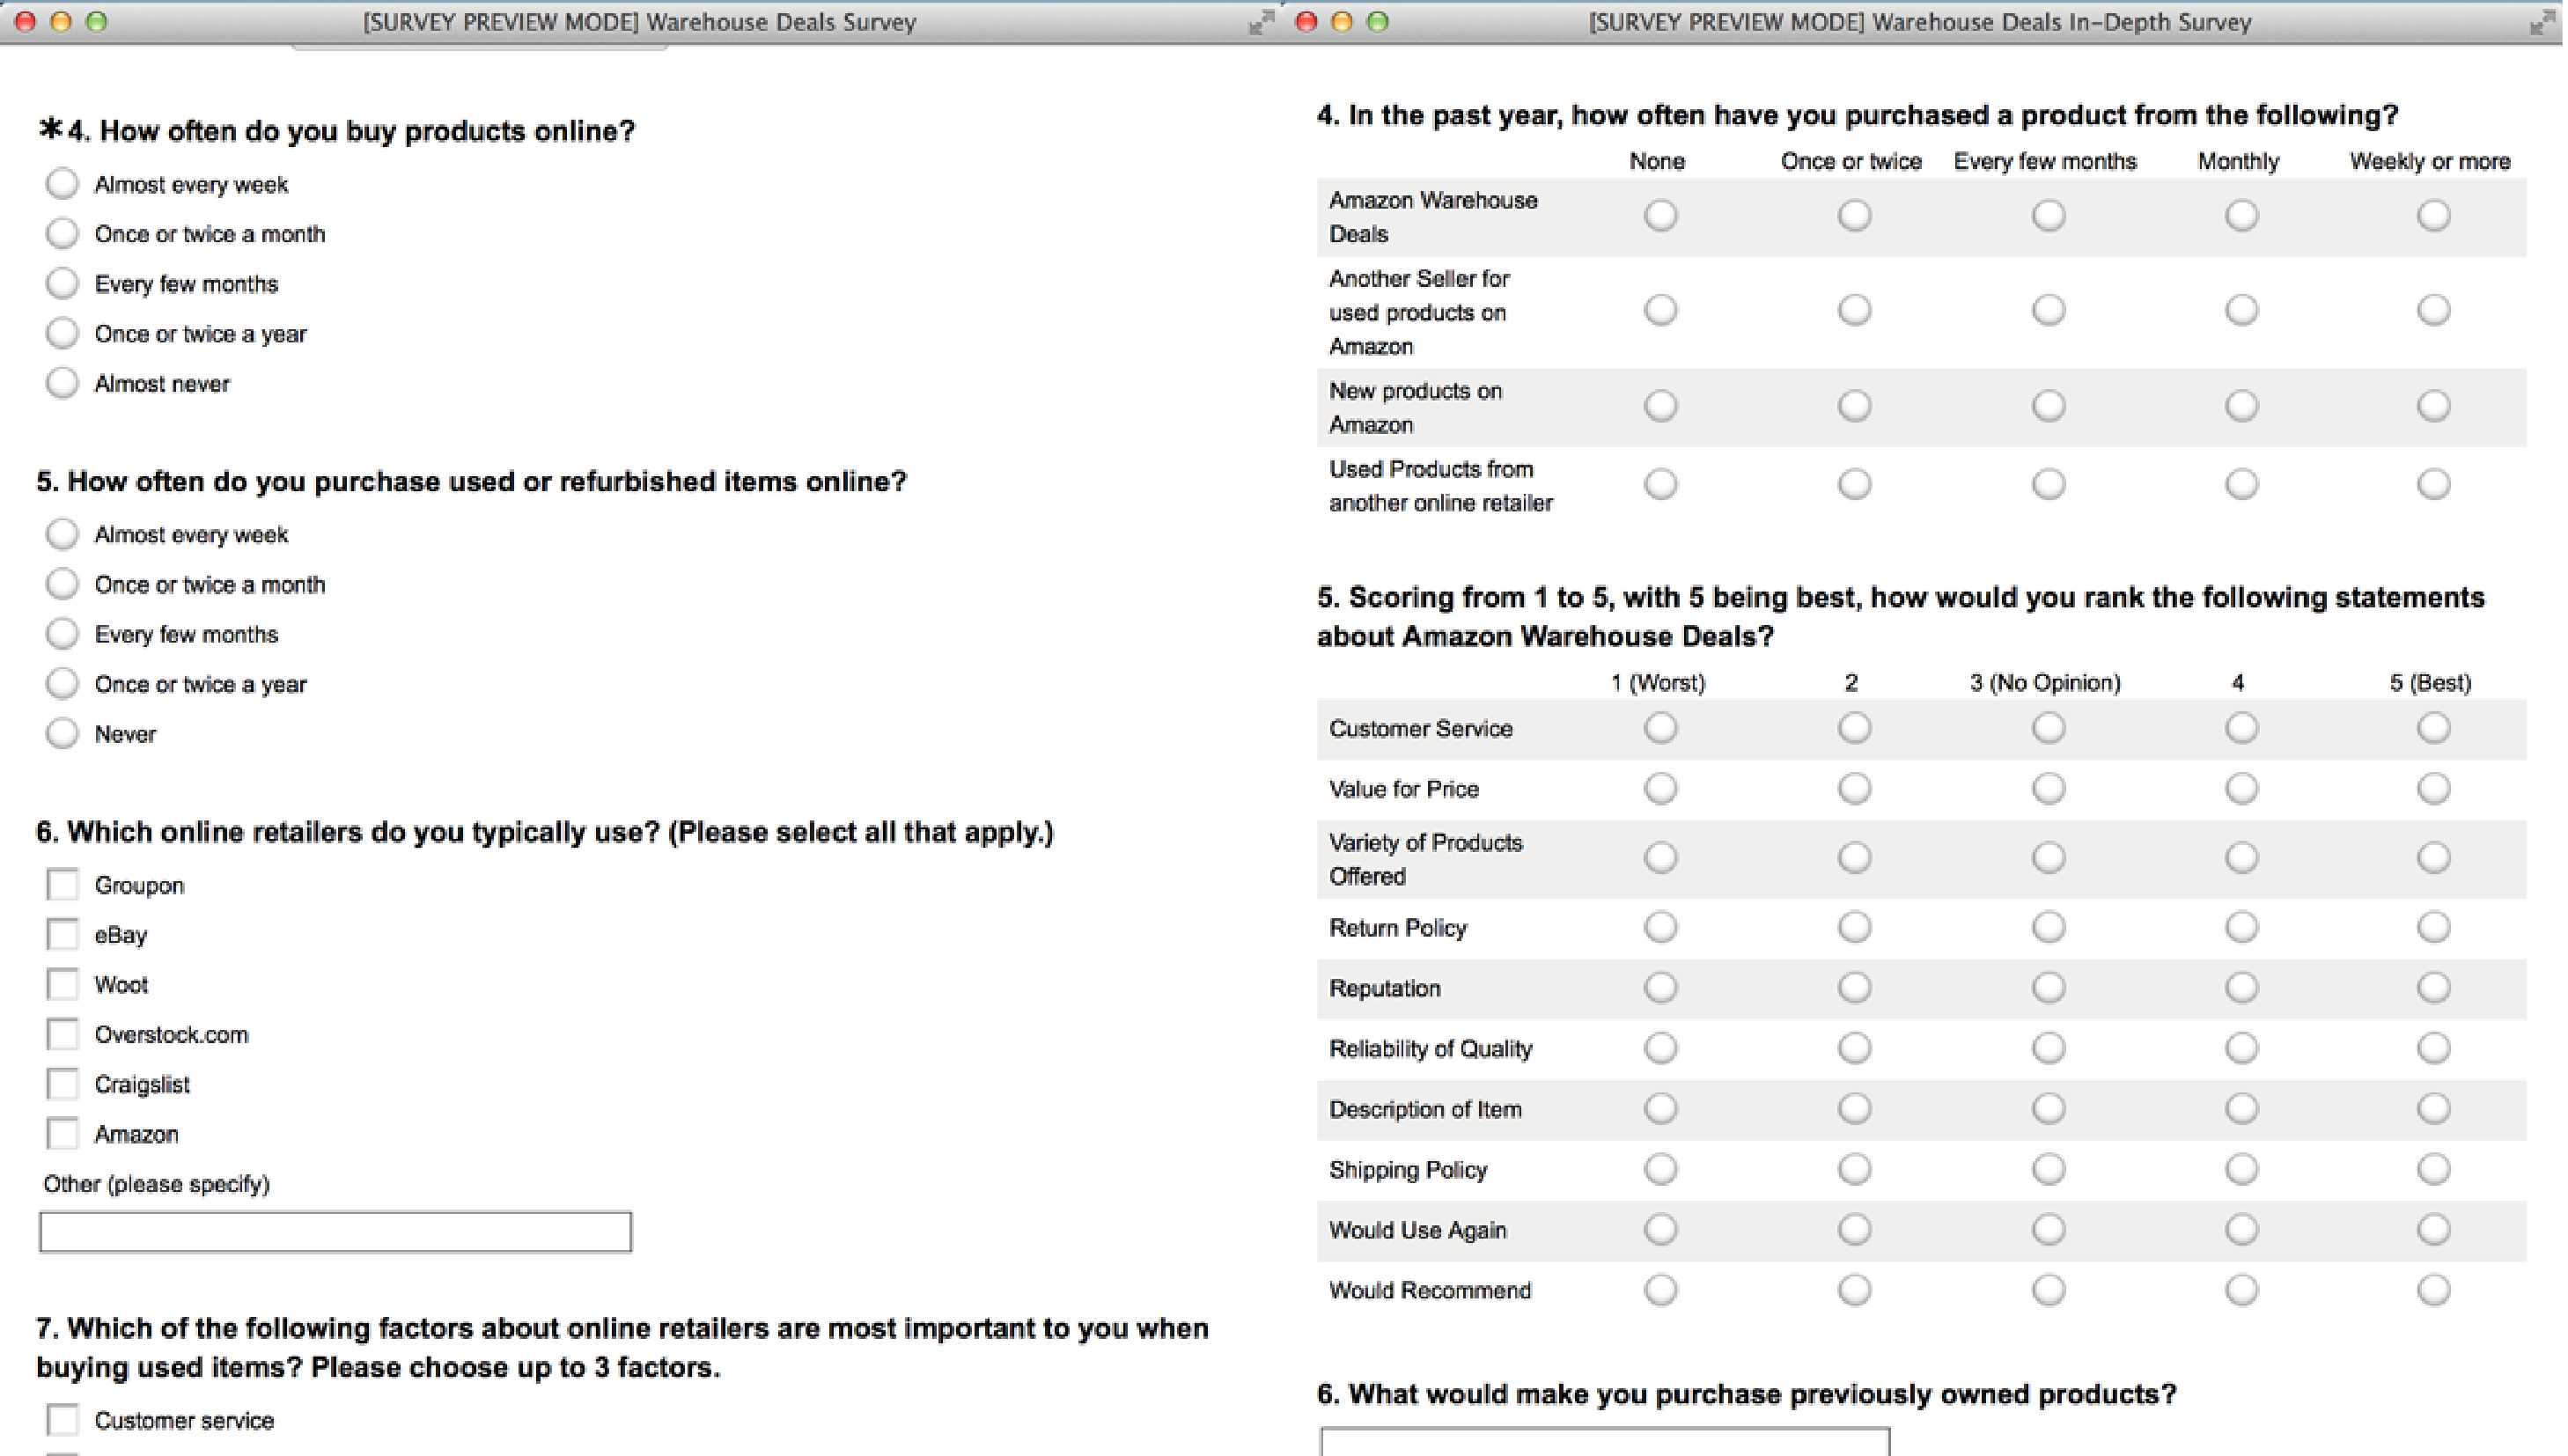 [SURVEY PREVIEW MODE] Warehouse Deals Survey
*4. How often do you buy products online?
Almost every week
Once or twice a month
Every few months
Once or twice a year
Almost never
5. How often do you purchase used or refurbished items online?
Almost every week
Once or twice a month
Every few months
Once or twice a year
Never
6. Which online retailers do you typically use? (Please select all that apply.)
Groupon
eBay
Woot
Overstock.com
Craigslist
Amazon
Other (please specify)
7. Which of the following factors about online retailers are most important to you when
buying used items? Please choose up to 3 factors.
Customer service
[SURVEY PREVIEW MODE] Warehouse Deals In-Depth Survey
4. In the past year, how often have you purchased a product from the following?
None Once or twice Every few months Monthly Weekly or more
Amazon Warehouse
Deals
Another Seller for
used products on
Amazon
New products on
Amazon
Used Products from
another online retailer
5. Scoring from 1 to 5, with 5 being best, how would you rank the following statements
about Amazon Warehouse Deals?
1 (Worst) 2 3 (No Opinion) 4 5 (Best)
Customer Service
Value for Price
Variety of Products
Offered
Return Policy
Reputation
Reliability of Quality
Description of Item
Shipping Policy
Would Use Again
Would Recommend
6. What would make you purchase previously owned products?